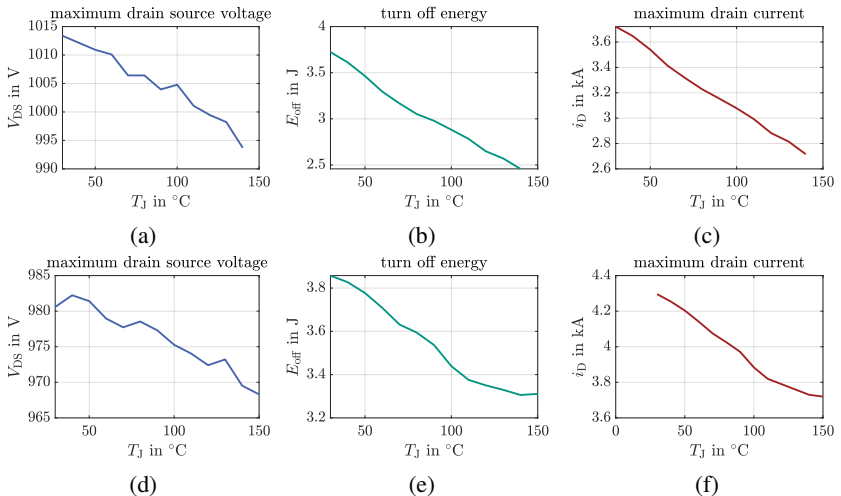 maximum drain source voltage
1015
1010
1005
1000
995
990
V_DS in V
50
100
150
T_J in °C
(a)
turn off energy
4
3.5
3
2.5
E_off in J
50
100
150
T_J in °C
(b)
maximum drain current
3.6
3.4
3.2
3
2.8
2.6
i_D in kA
50
100
150
T_J in °C
(c)
maximum drain source voltage
985
980
975
970
965
V_DS in V
50
100
150
T_J in °C
(d)
turn off energy
3.8
3.6
3.4
3.2
E_off in J
50
100
150
T_J in °C
(e)
maximum drain current
4.4
4.2
4
3.8
3.6
i_D in kA
0
50
100
150
T_J in °C
(f)